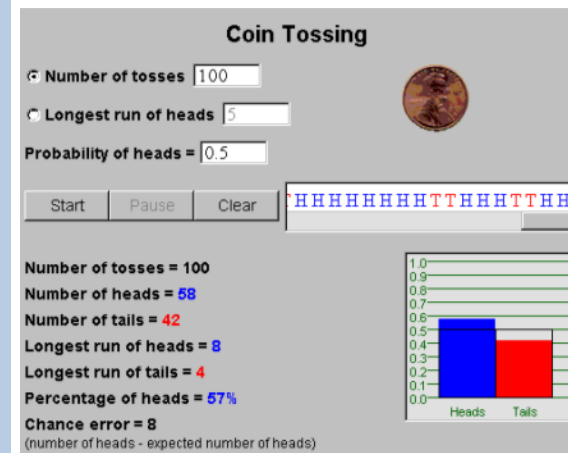 Coin Tossing
Number of tosses 100
Longest run of heads 5
Probability of heads = 0.5
Start Pause Clear
HHHHHHHHTTHHHTTHH
Number of tosses = 100
Number of heads = 58
Number of tails = 42
Longest run of heads = 8
Longest run of tails = 4
Percentage of heads = 57%
Chance error = 8
(number of heads - expected number of heads)
1.0
0.9
0.8
0.7
0.6
0.5
0.4
0.3
0.2
0.1
0.0
Heads Tails